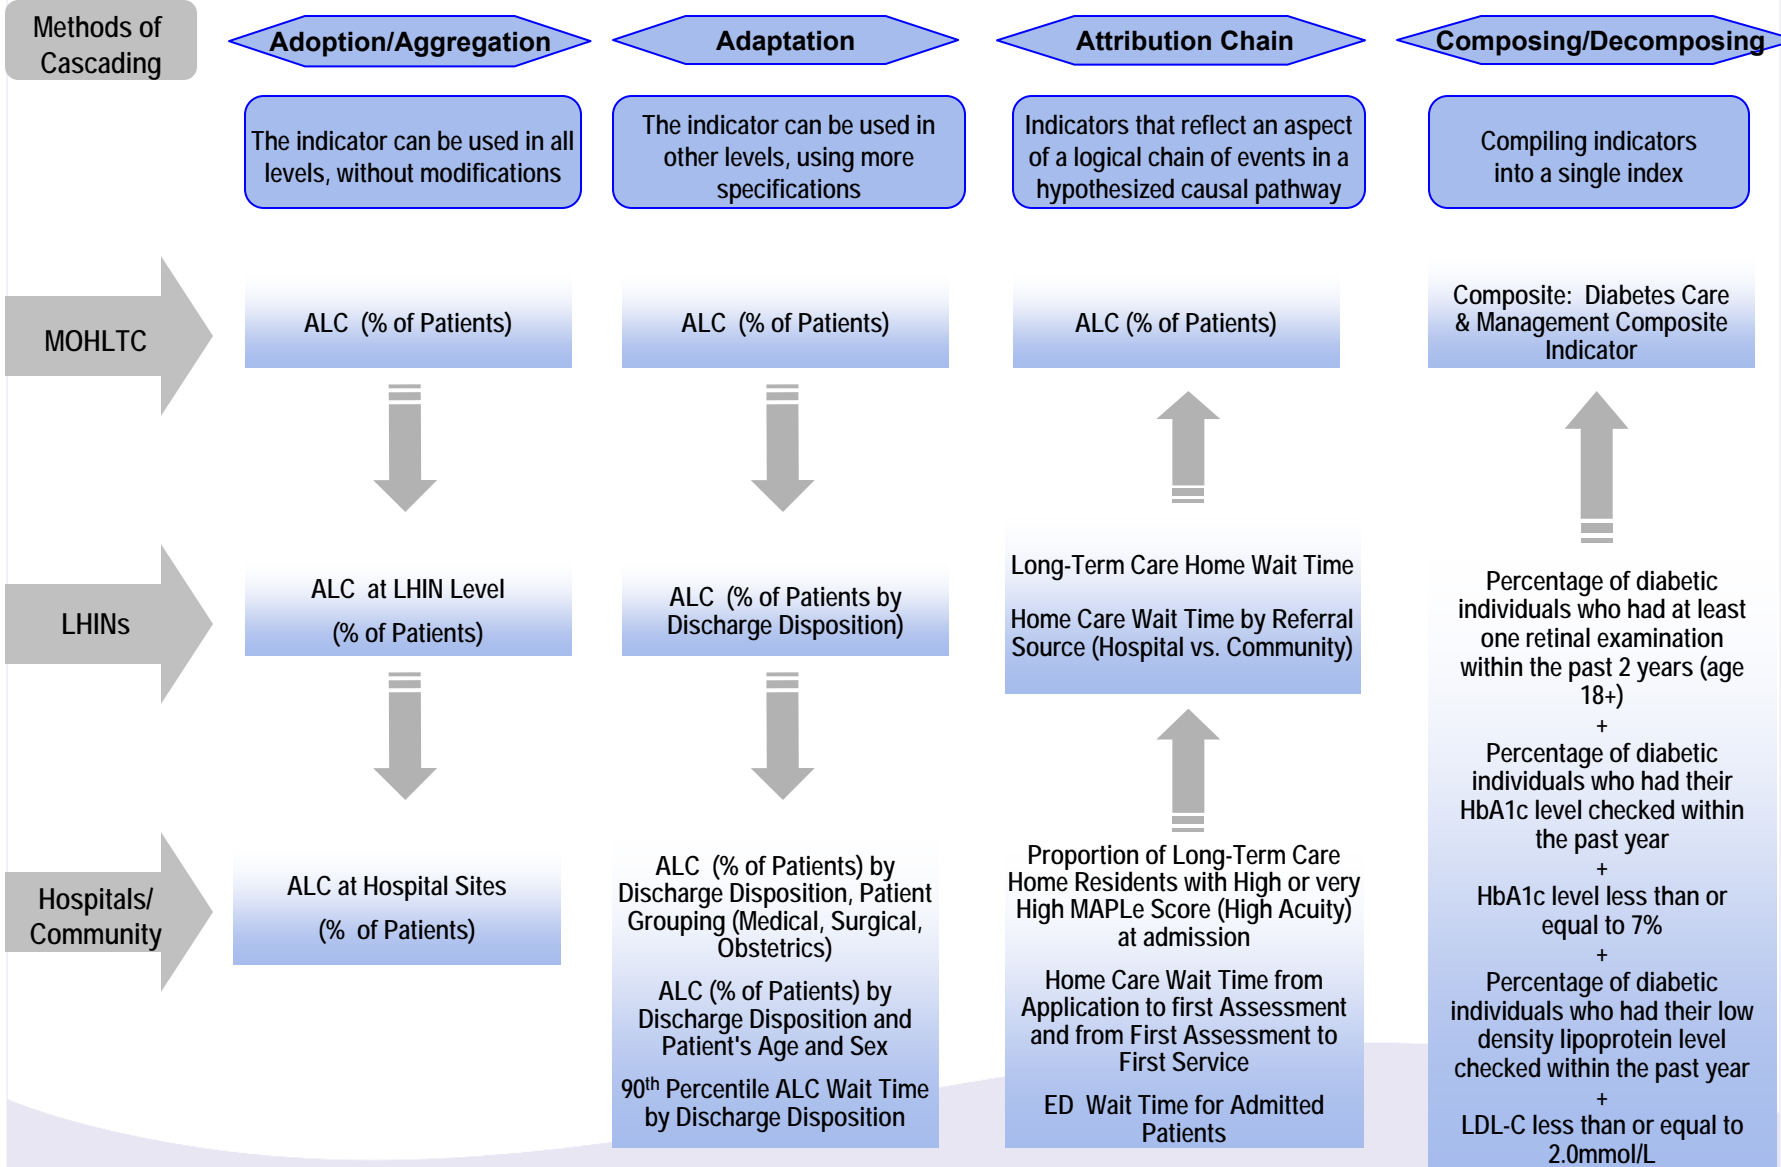 Methods of
Cascading
Adoption/Aggregation
Adaptation
Attribution Chain
Composing/Decomposing
The indicator can be used in all
levels, without modifications
The indicator can be used in
other levels, using more
specifications
Indicators that reflect an aspect
of a logical chain of events in a
hypothesized causal pathway
Compiling indicators
into a single index
MOHLTC
ALC (% of Patients)
ALC (% of Patients)
ALC (% of Patients)
Composite: Diabetes Care
& Management Composite
Indicator
LHINs
ALC at LHIN Level
(% of Patients)
ALC (% of Patients by
Discharge Disposition)
Long-Term Care Home Wait Time
Home Care Wait Time by Referral
Source (Hospital vs. Community)
Hospitals/
Community
ALC at Hospital Sites
(% of Patients)
ALC (% of Patients) by
Discharge Disposition, Patient
Grouping (Medical, Surgical,
Obstetrics)
ALC (% of Patients) by
Discharge Disposition and
Patient's Age and Sex
90th Percentile ALC Wait Time
by Discharge Disposition
Proportion of Long-Term Care
Home Residents with High or very
High MAPLe Score (High Acuity)
at admission
Home Care Wait Time from
Application to first Assessment
and from First Assessment to
First Service
ED Wait Time for Admitted
Patients
Percentage of diabetic
individuals who had at least
one retinal examination
within the past 2 years (age
18+)
+
Percentage of diabetic
individuals who had their
HbA1c level checked within
the past year
+
HbA1c level less than or
equal to 7%
+
Percentage of diabetic
individuals who had their low
density lipoprotein level
checked within the past year
+
LDL-C less than or equal to
2.0mmol/L